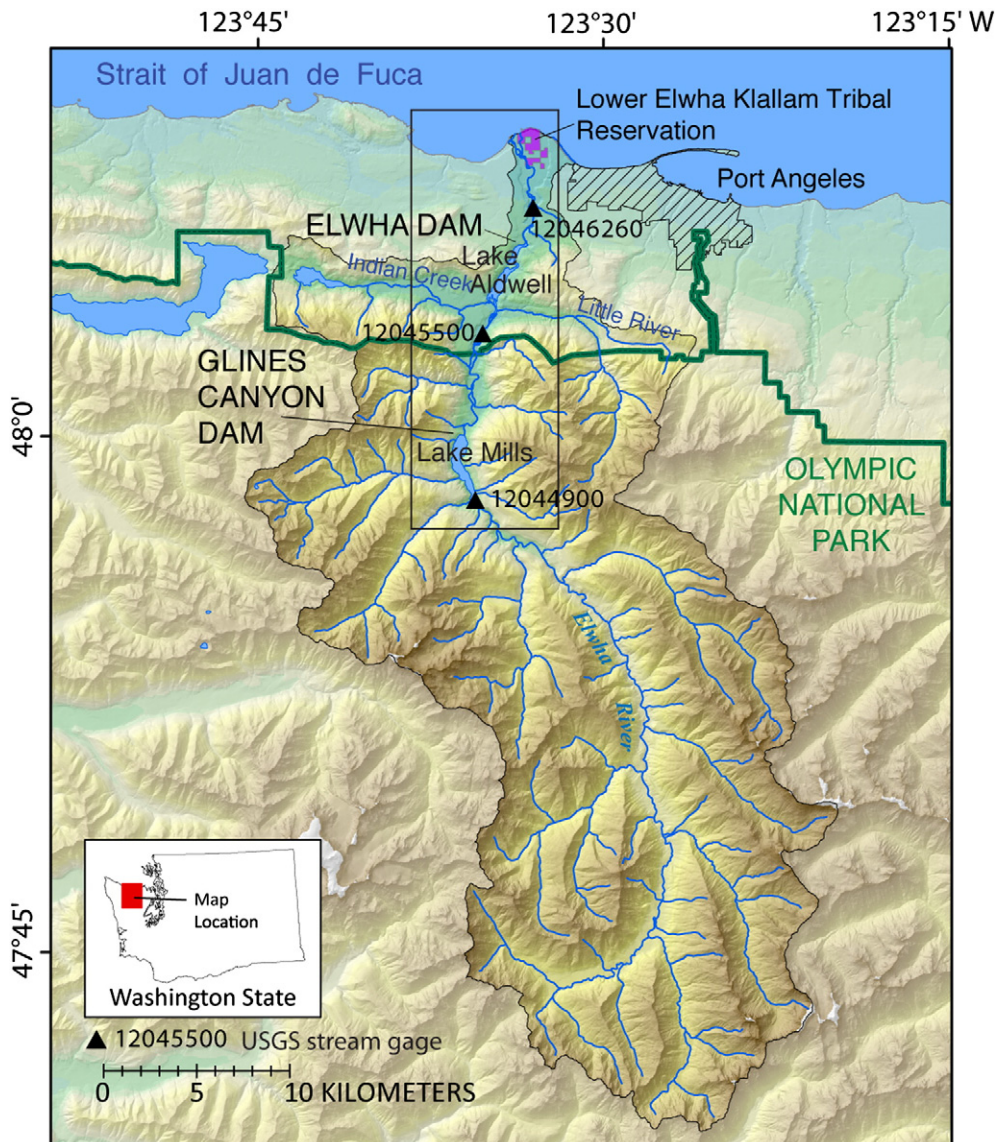 123°45'
123°30'
123°15' W
Strait of Juan de Fuca
Lower Elwha Klallam Tribal
Reservation
Port Angeles
ELWHA DAM
12046260
Lake
Aldwell
Indian Creek
Little River
12045500
GLINES
CANYON
DAM
48°0'
Lake Mills
OLYMPIC
NATIONAL
PARK
12044900
Elwha
River
47°45'
Map
Location
Washington State
12045500 USGS stream gage
0 5 10 KILOMETERS